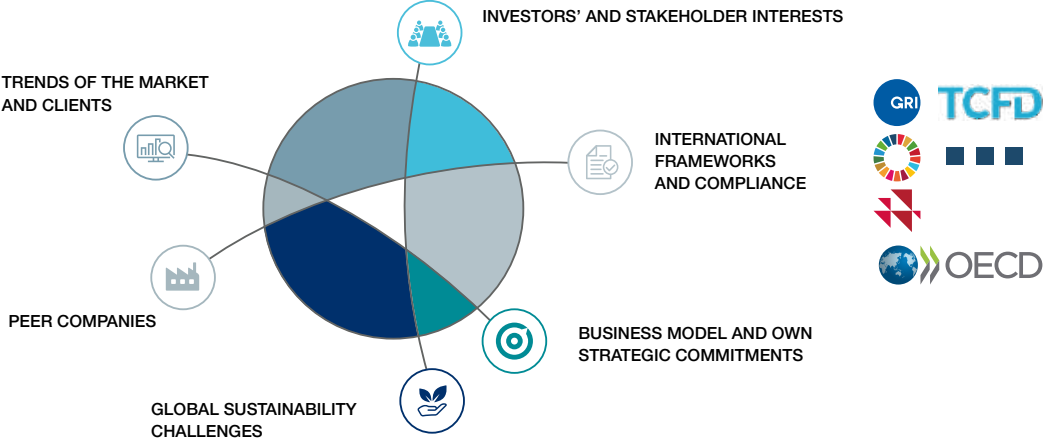 INVESTORS' AND STAKEHOLDER INTERESTS
TRENDS OF THE MARKET
AND CLIENTS
INTERNATIONAL
FRAMEWORKS
AND COMPLIANCE
PEER COMPANIES
BUSINESS MODEL AND OWN
STRATEGIC COMMITMENTS
GLOBAL SUSTAINABILITY
CHALLENGES
GRI
TCFD
OECD